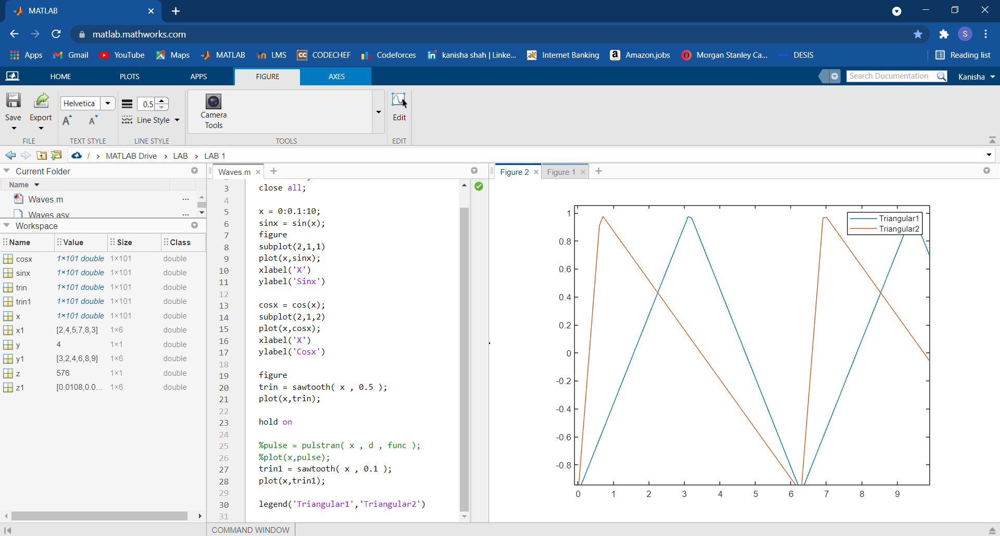 MATLAB
matlab.mathworks.com
S
Apps Gmail YouTube Maps MATLAB LMS CODECHEF Codeforces kanisha shah | Linke... Internet Banking Amazon.jobs Morgan Stanley Ca... DESIS Reading list
HOME PLOTS APPS FIGURE AXES Search Documentation Kanisha
Save Export Helvetica 0.5 Line Style Camera Tools Edit
FILE TEXT STYLE LINE STYLE TOOLS EDIT
/ > MATLAB Drive > LAB > LAB 1
Current Folder
Name
Waves.m
Waves.asv
Workspace
Name Value Size Class
cosx 1×101 double 1×101 double
sinx 1×101 double 1×101 double
trin 1×101 double 1×101 double
trin1 1×101 double 1×101 double
x 1×101 double 1×101 double
x1 [2,4,5,7,8,3] 1×6 double
y 4 1×1 double
y1 [3,2,4,6,8,9] 1×6 double
z 576 1×1 double
z1 [0.0108,0.0... 1×6 double
Waves.m
3 close all;
4
5 x = 0:0.1:10;
6 sinx = sin(x);
7 figure
8 subplot(2,1,1)
9 plot(x,sinx);
10 xlabel('X')
11 ylabel('Sinx')
12
13 cosx = cos(x);
14 subplot(2,1,2)
15 plot(x,cosx);
16 xlabel('X')
17 ylabel('Cosx')
18
19 figure
20 trin = sawtooth( x , 0.5 );
21 plot(x,trin);
22
23 hold on
24
25 %pulse = pulstran( x , d , func );
26 %plot(x,pulse);
27 trin1 = sawtooth( x , 0.1 );
28 plot(x,trin1);
29
30 legend('Triangular1','Triangular2')
31
COMMAND WINDOW
Figure 2 Figure 1
Triangular1
Triangular2
1
0.8
0.6
0.4
0.2
0
-0.2
-0.4
-0.6
-0.8
0 1 2 3 4 5 6 7 8 9